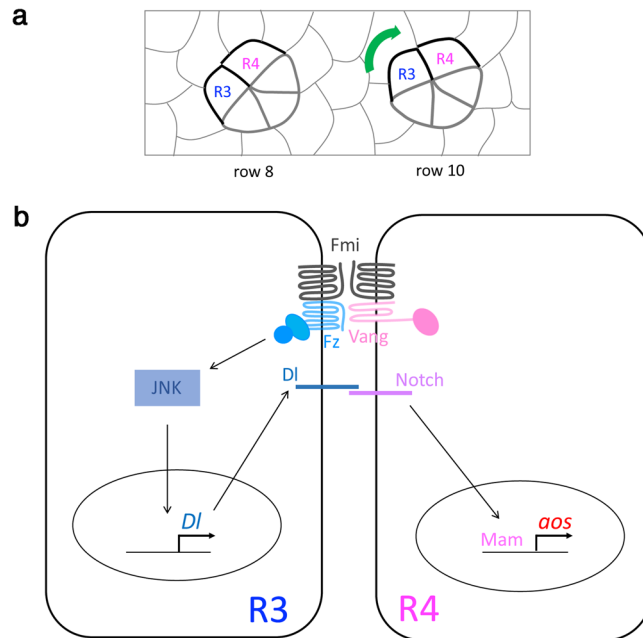 a
R4
R3
R4
R3
row 8
row 10
b
Fmi
Fz
Vang
Dl
Notch
JNK
Dl
aos
Mam
R3
R4